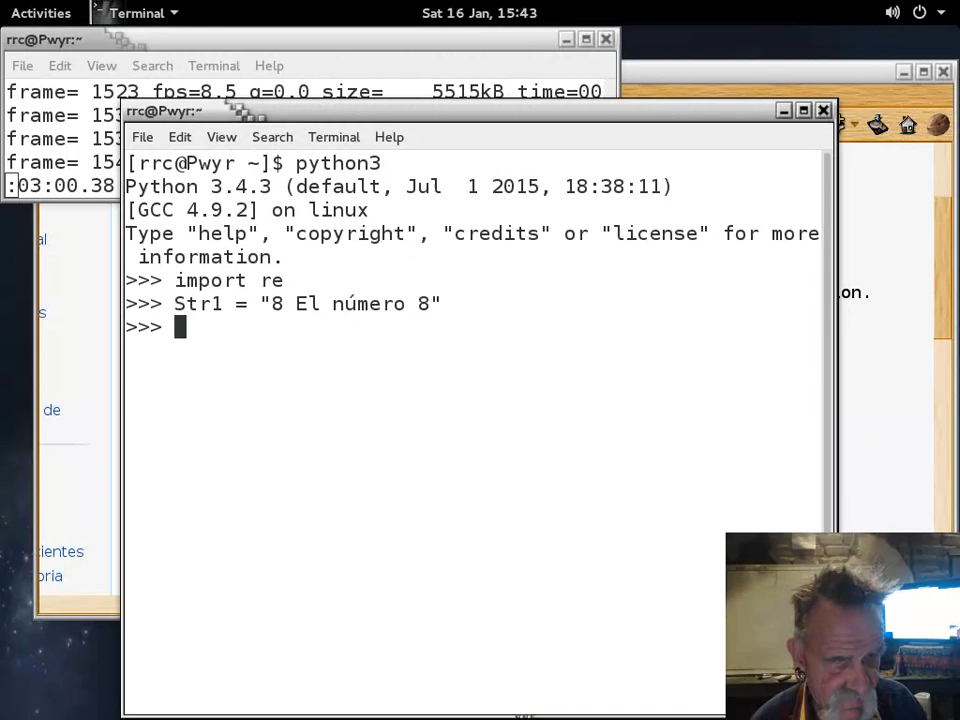 Activities
Terminal
Sat 16 Jan, 15:43
rrc@Pwyr:~
File Edit View Search Terminal Help
frame= 1523 fps=8.5 q=0.0 size= 5515kB time=00
frame= 153
frame= 153
frame= 154
:03:00.38
rrc@Pwyr:~
File Edit View Search Terminal Help
[rrc@Pwyr ~]$ python3
Python 3.4.3 (default, Jul 1 2015, 18:38:11)
[GCC 4.9.2] on linux
Type "help", "copyright", "credits" or "license" for more
information.
>>> import re
>>> Str1 = "8 El número 8"
>>>
al
s
de
cientes
oria
on.